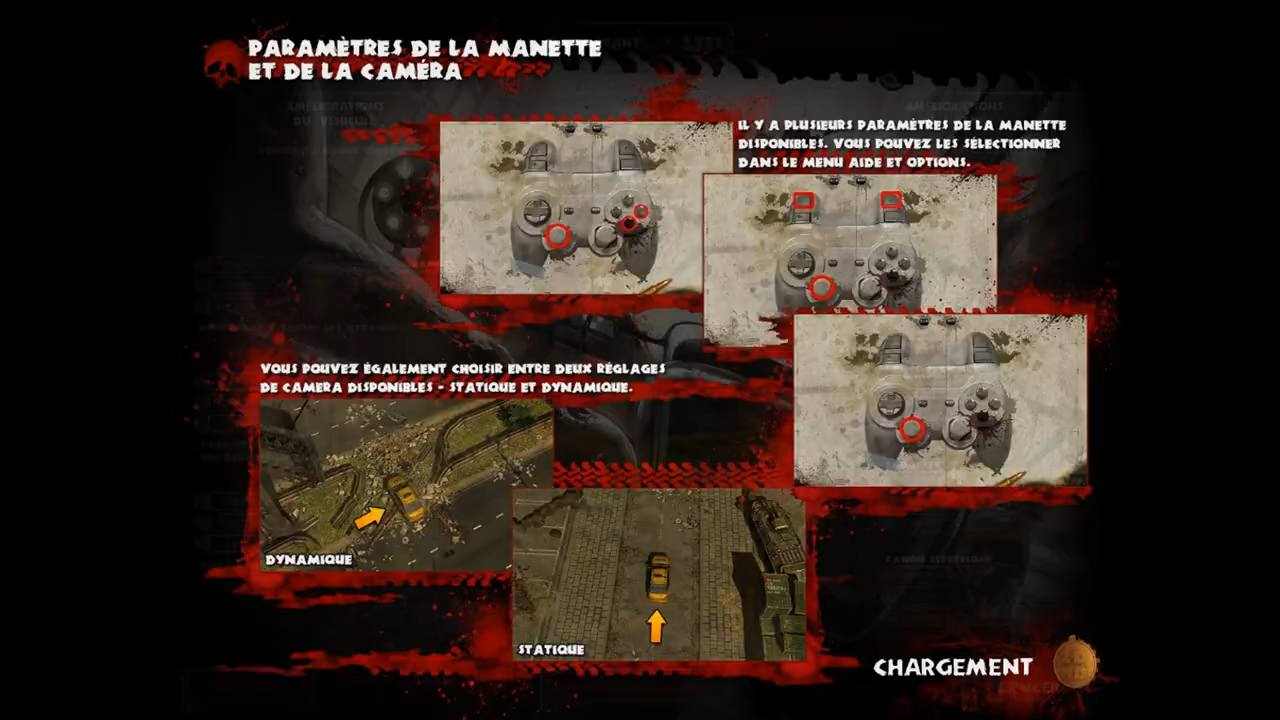 PARAMÈTRES DE LA MANETTE
ET DE LA CAMÉRA
IL Y A PLUSIEURS PARAMÈTRES DE LA MANETTE
DISPONIBLES. VOUS POUVEZ LES SÉLECTIONNER
DANS LE MENU AIDE ET OPTIONS.
VOUS POUVEZ ÉGALEMENT CHOISIR ENTRE DEUX RÉGLAGES
DE CAMERA DISPONIBLES - STATIQUE ET DYNAMIQUE.
DYNAMIQUE
STATIQUE
CHARGEMENT